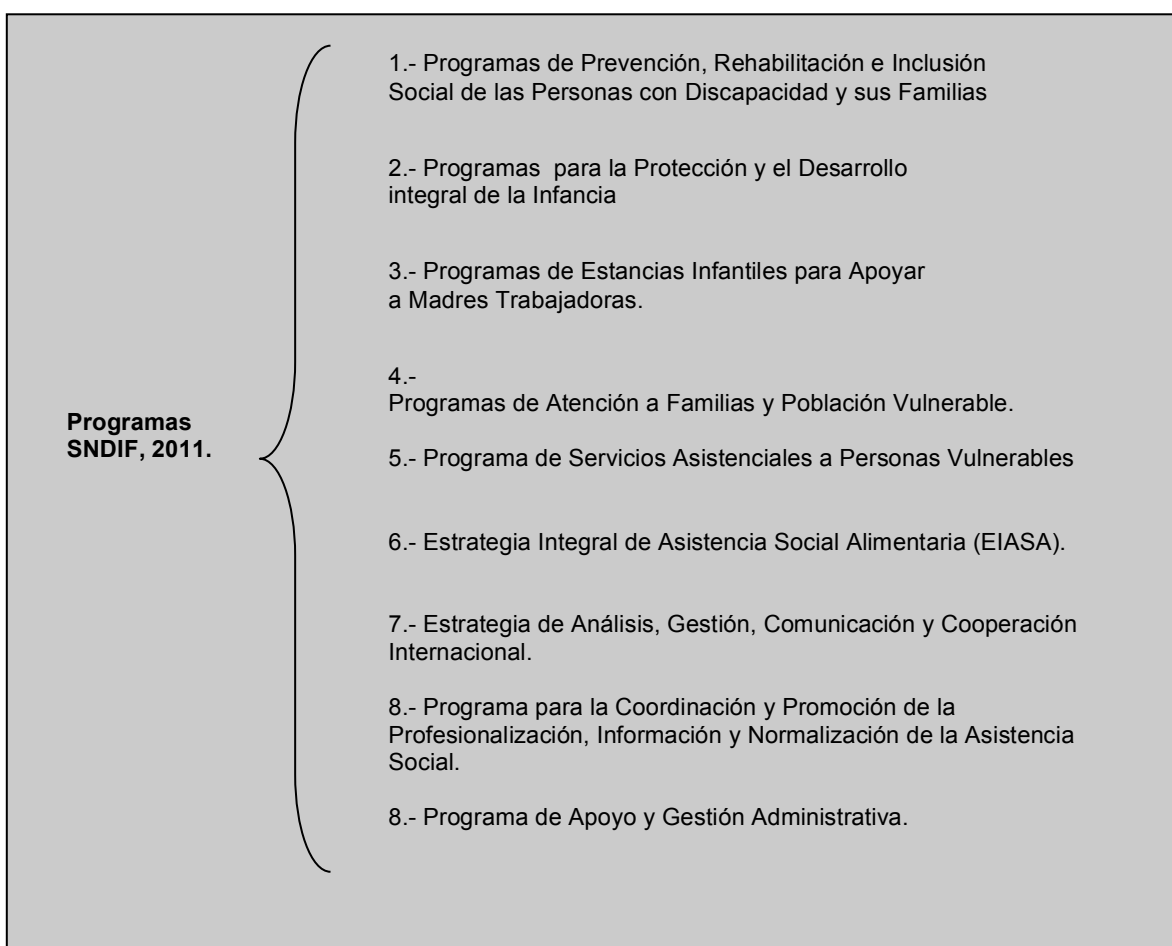 1.- Programas de Prevención, Rehabilitación e Inclusión
Social de las Personas con Discapacidad y sus Familias
2.- Programas para la Protección y el Desarrollo
integral de la Infancia
3.- Programas de Estancias Infantiles para Apoyar
a Madres Trabajadoras.
4.-
Programas de Atención a Familias y Población Vulnerable.
Programas
SNDIF, 2011.
5.- Programa de Servicios Asistenciales a Personas Vulnerables
6.- Estrategia Integral de Asistencia Social Alimentaria (EIASA).
7.- Estrategia de Análisis, Gestión, Comunicación y Cooperación
Internacional.
8.- Programa para la Coordinación y Promoción de la
Profesionalización, Información y Normalización de la Asistencia
Social.
8.- Programa de Apoyo y Gestión Administrativa.